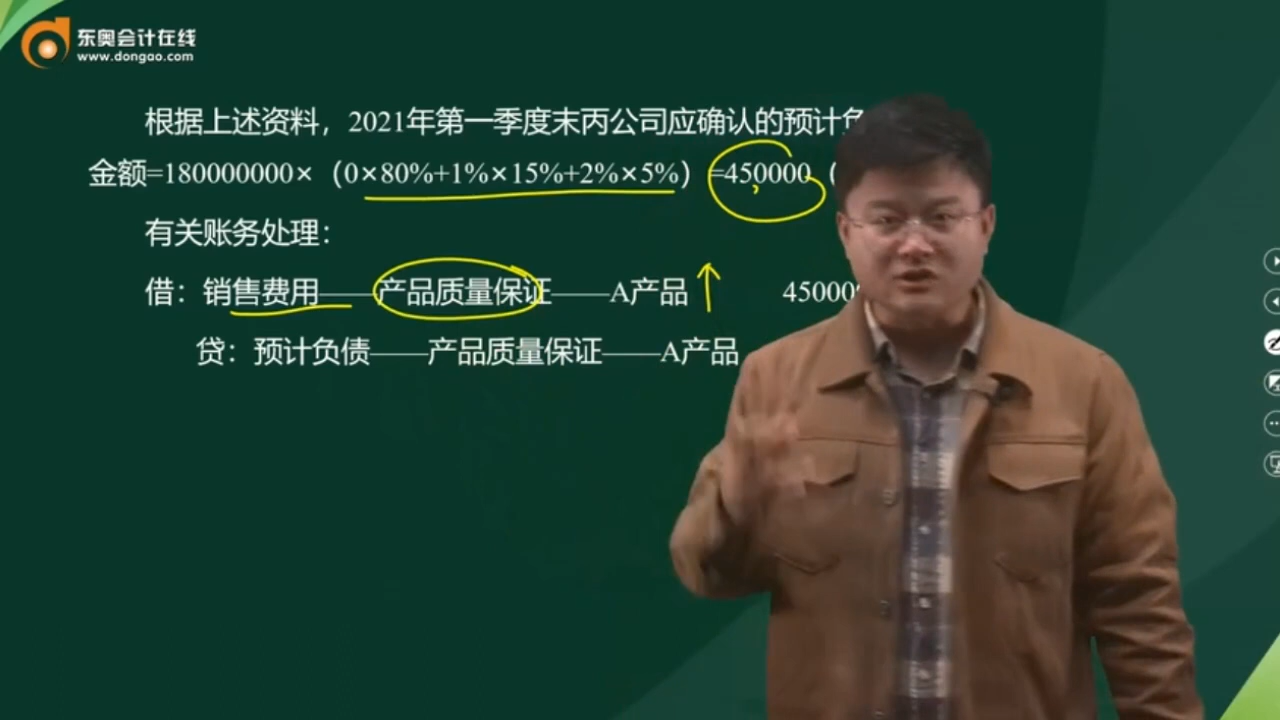 东奥会计在线
www.dongao.com
根据上述资料，2021年第一季度末丙公司应确认的预计
金额=180000000×（0×80%+1%×15%+2%×5%）=450000（
有关账务处理：
借：销售费用——产品质量保证——A产品 45000
贷：预计负债——产品质量保证——A产品